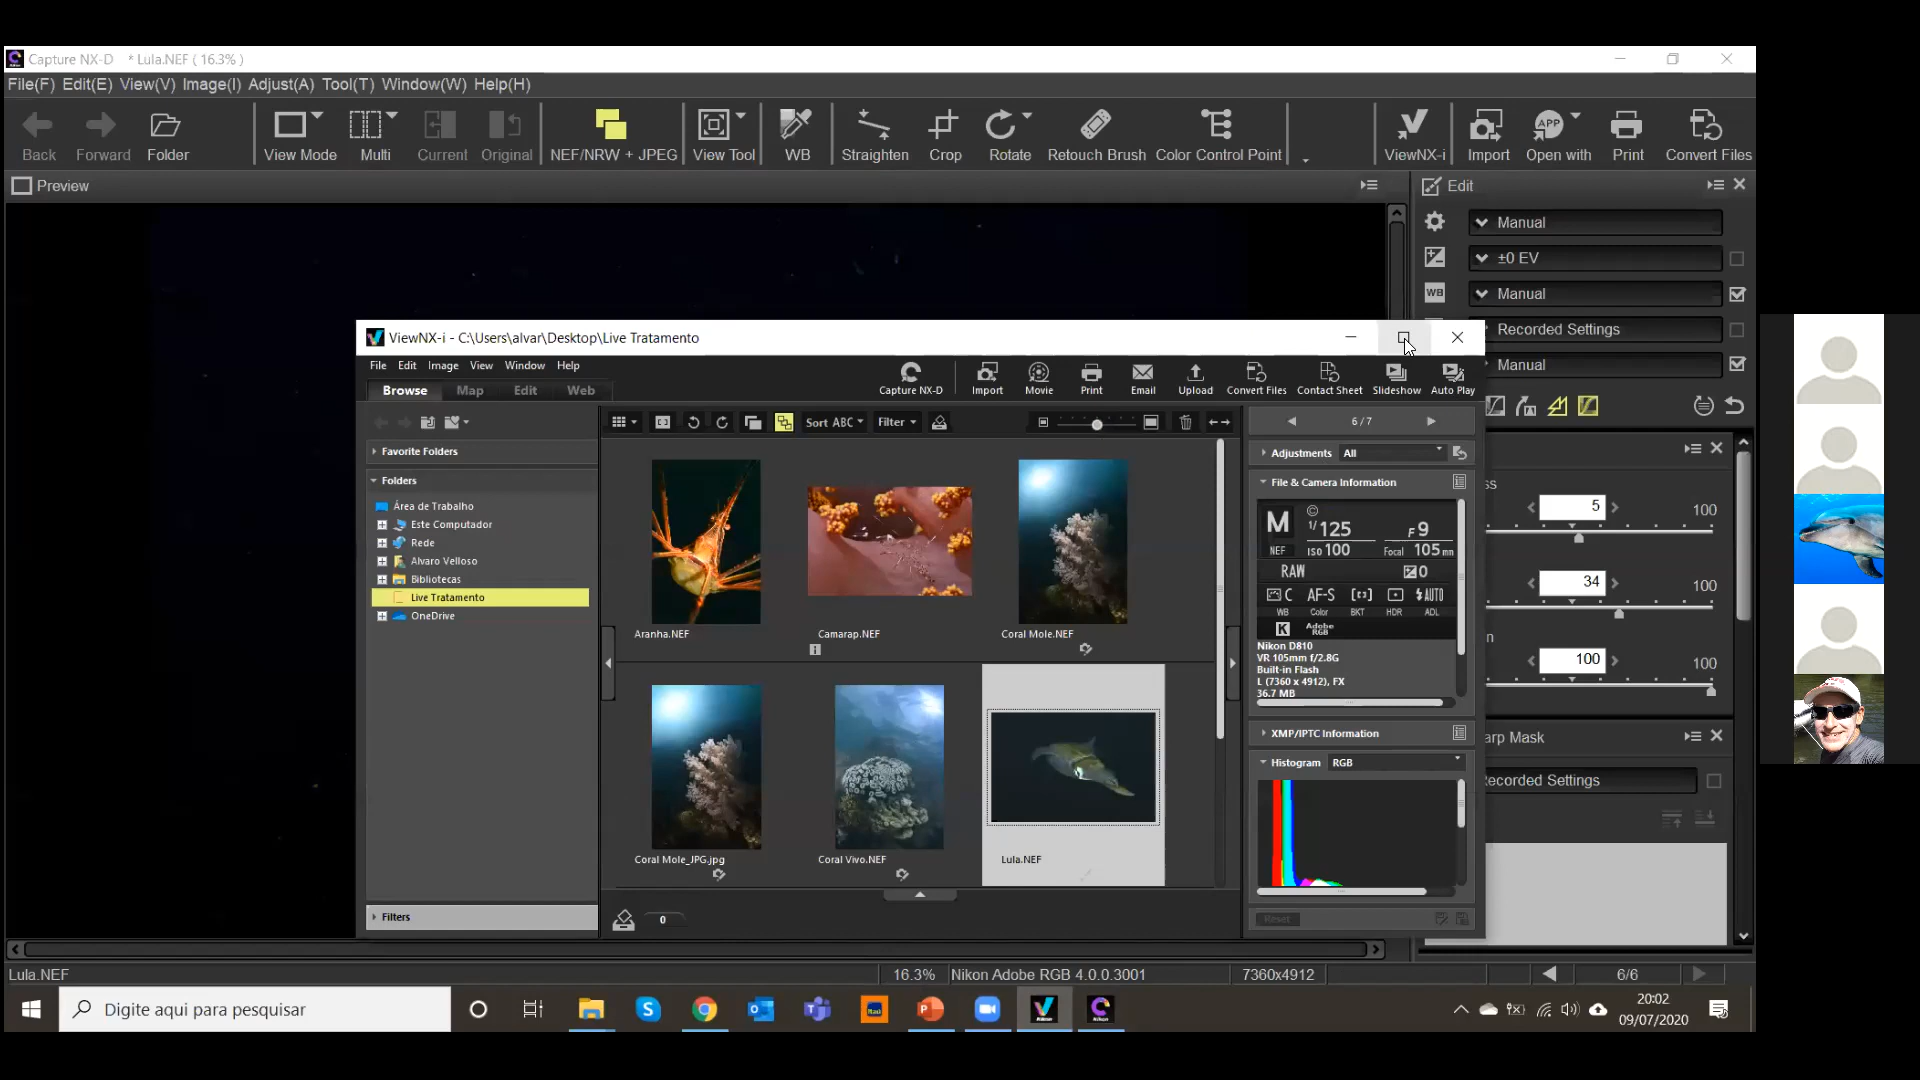 Capture NX-D * Lula.NEF ( 16.3% )
File(F) Edit(E) View(V) Image(I) Adjust(A) Tool(T) Window(W) Help(H)
Back Forward Folder View Mode Multi Current Original NEF/NRW + JPEG View Tool WB Straighten Crop Rotate Retouch Brush Color Control Point ViewNX-i Import Open with Print Convert Files
Preview
Edit
Manual
±0 EV
WB Manual
Recorded Settings
Manual
ss
5 100
34 100
n
100 100
arp Mask
Recorded Settings
ViewNX-i - C:\Users\alvar\Desktop\Live Tratamento
File Edit Image View Window Help
Browse Map Edit Web
Capture NX-D Import Movie Print Email Upload Convert Files Contact Sheet Slideshow Auto Play
Sort ABC Filter
Favorite Folders
Folders
Área de Trabalho
Este Computador
Rede
Alvaro Velloso
Bibliotecas
Live Tratamento
OneDrive
Filters
Aranha.NEF Camarap.NEF Coral Mole.NEF
Coral Mole_JPG.jpg Coral Vivo.NEF Lula.NEF
0
6/7
Adjustments All
File & Camera Information
M 1/125 F9
NEF ISO 100 Focal 105mm
RAW 0
C AF-S AUTO
WB Color BKT HDR ADL
K Adobe RGB
Nikon D810
VR 105mm f/2.8G
Built-in Flash
L (7360 x 4912), FX
36.7 MB
XMP/IPTC Information
Histogram RGB
Reset
Lula.NEF 16.3% Nikon Adobe RGB 4.0.0.3001 7360x4912 6/6
Digite aqui para pesquisar
20:02
09/07/2020